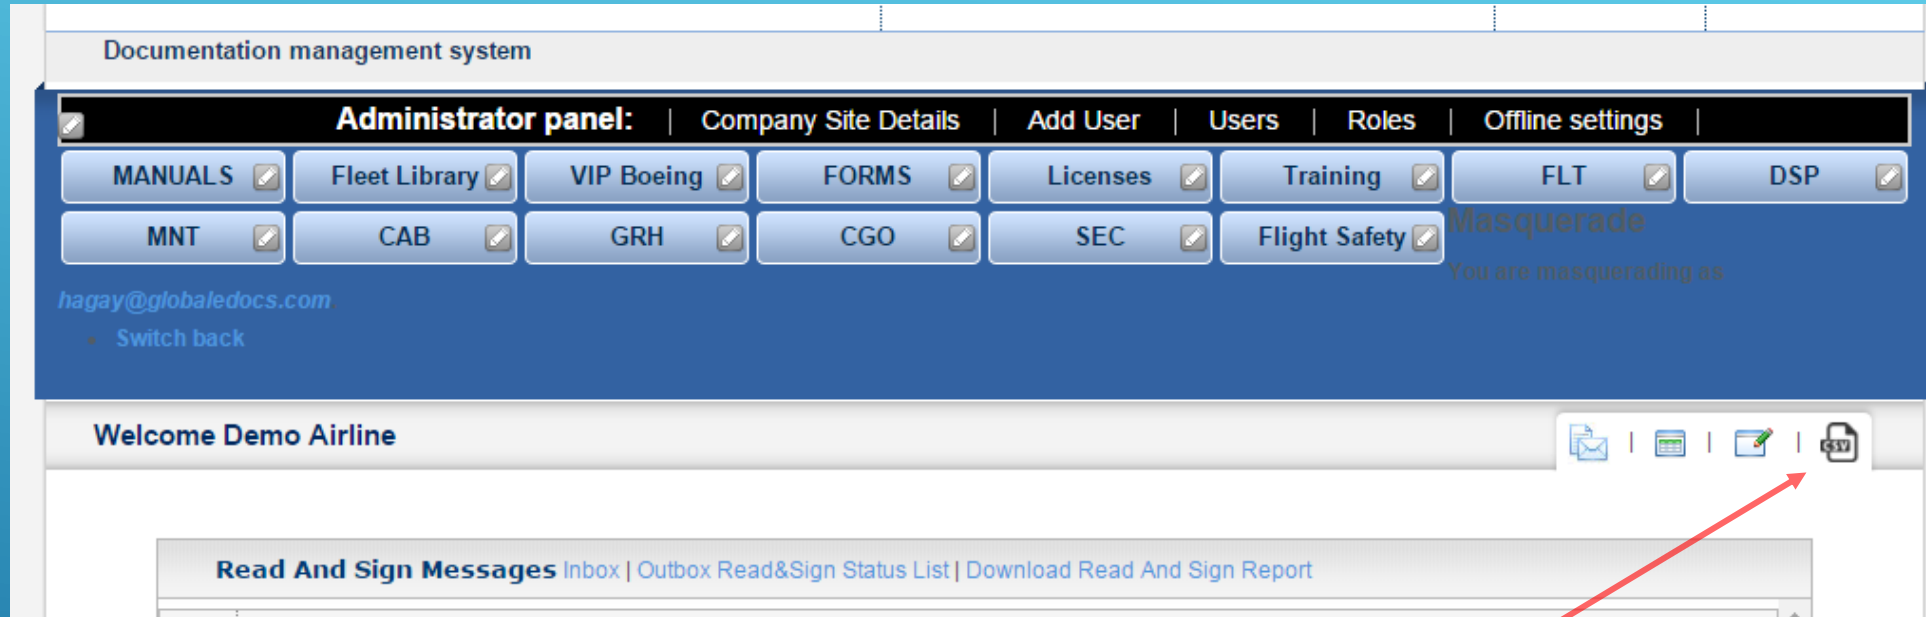 Documentation management system
Administrator panel: | Company Site Details | Add User | Users | Roles | Offline settings |
MANUALS Fleet Library VIP Boeing FORMS Licenses Training FLT DSP
MNT CAB GRH CGO SEC Flight Safety
Masquerade
You are masquerading as
hagay@globaledocs.com
Switch back
Welcome Demo Airline
| | | CSV
Read And Sign Messages Inbox | Outbox Read&Sign Status List | Download Read And Sign Report